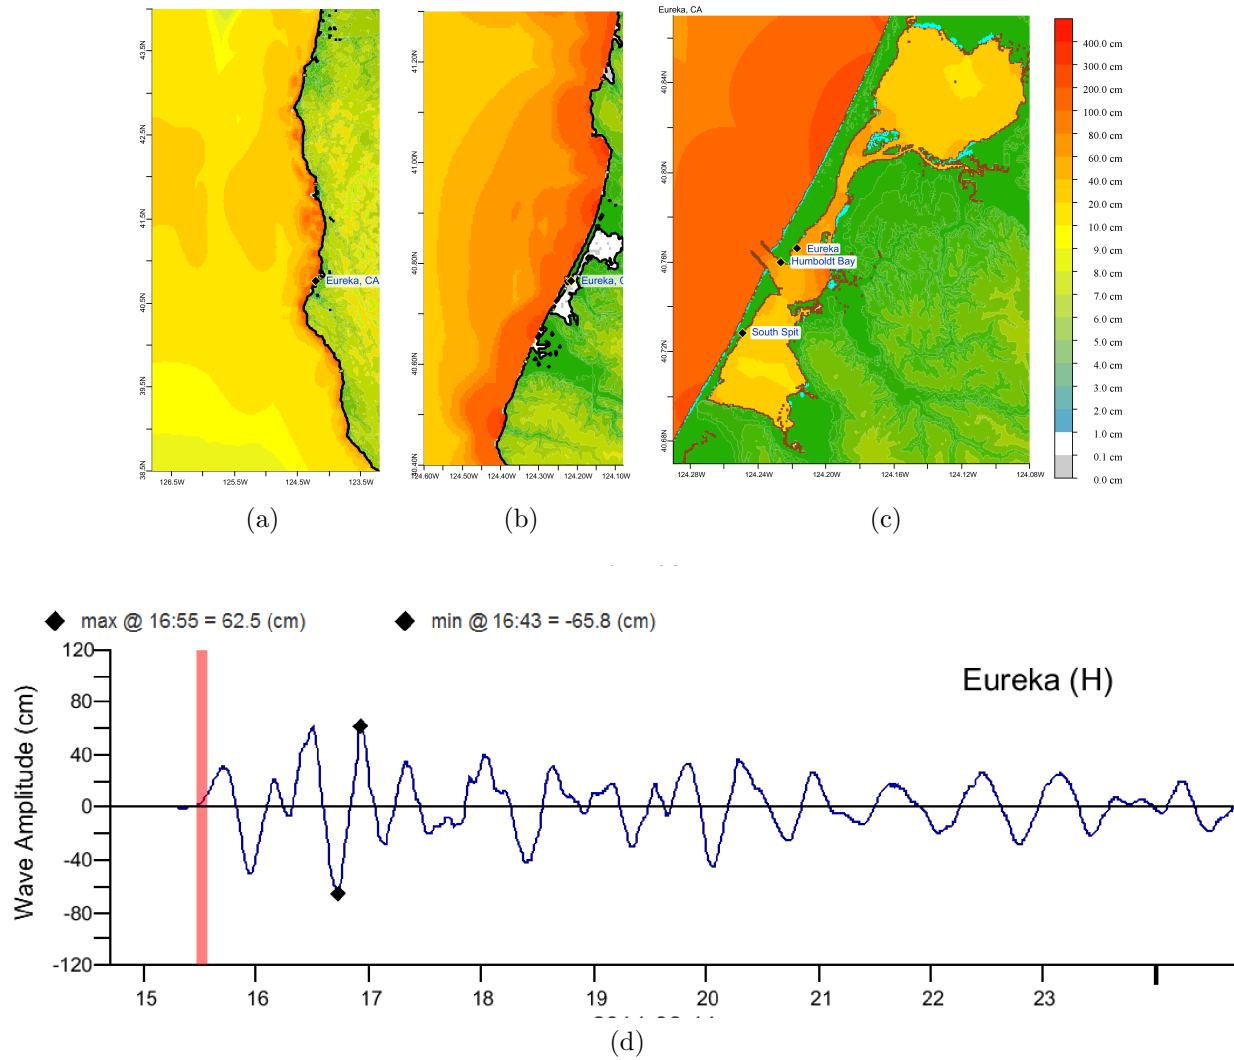 Eureka, CA
43.5N
42.5N
41.5N
40.5N
39.5N
38.5N
126.5W 125.5W 124.5W 123.5W
Eureka, CA
(a)
41.20N
41.00N
40.80N
40.60N
40.40N
124.60W 124.50W 124.40W 124.30W 124.20W 124.10W
(b)
40.84N
40.80N
40.76N
40.72N
40.68N
124.28W 124.24W 124.20W 124.16W 124.12W 124.08W
Eureka
Humboldt Bay
South Spit
(c)
400.0 cm
300.0 cm
200.0 cm
100.0 cm
80.0 cm
60.0 cm
40.0 cm
20.0 cm
10.0 cm
9.0 cm
8.0 cm
7.0 cm
6.0 cm
5.0 cm
4.0 cm
3.0 cm
2.0 cm
1.0 cm
0.1 cm
0.0 cm
max @ 16:55 = 62.5 (cm)
min @ 16:43 = -65.8 (cm)
Eureka (H)
Wave Amplitude (cm)
120
80
40
0
-40
-80
-120
15 16 17 18 19 20 21 22 23
(d)